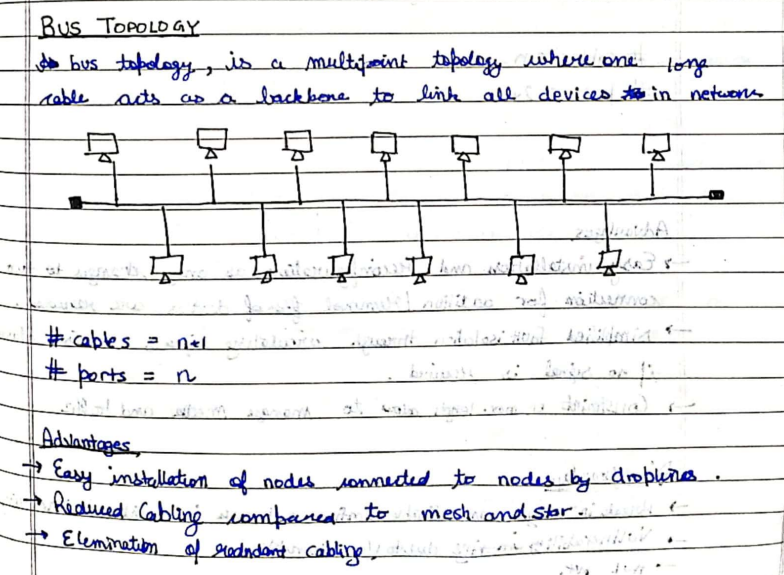 BUS TOPOLOGY
bus topology, is a multipoint topology where one long
cable acts as a backbone to link all devices in network
# cables = n+1
# ports = n
Advantages,
→ Easy installation of nodes connected to nodes by droplines.
→ Reduced Cabling compared to mesh and star.
→ Elemination of redndant cabling.